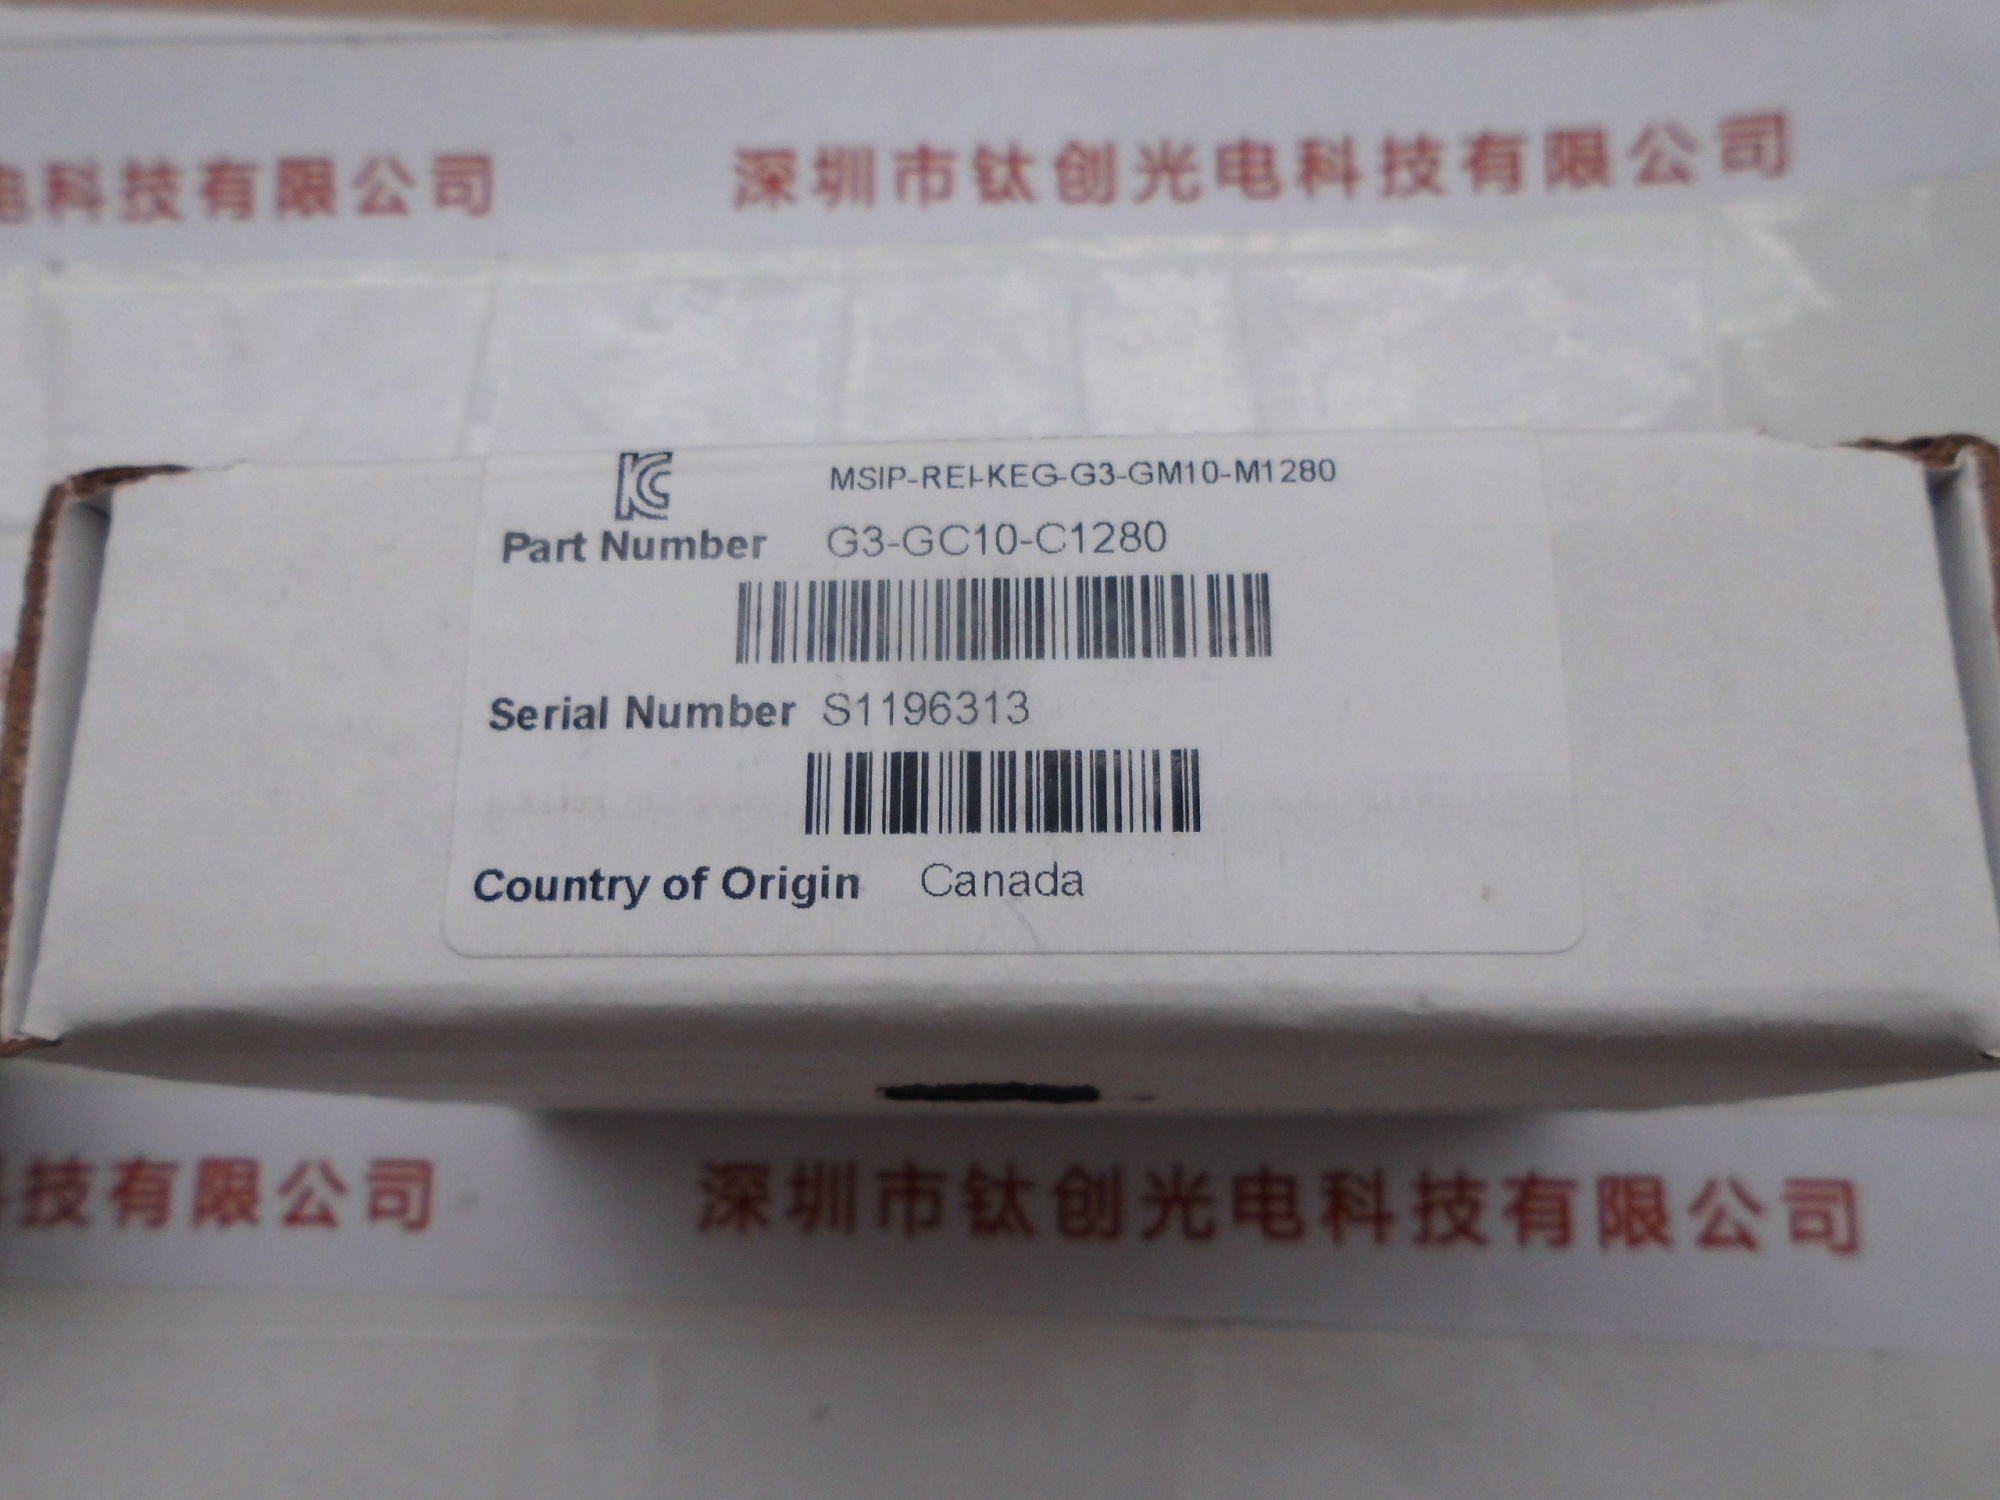 电科技有限公司 深圳市钛创光电科技有限公司
KC MSIP-REI-KEG-G3-GM10-M1280
Part Number G3-GC10-C1280
Serial Number S1196313
Country of Origin Canada
科技有限公司 深圳市钛创光电科技有限公司